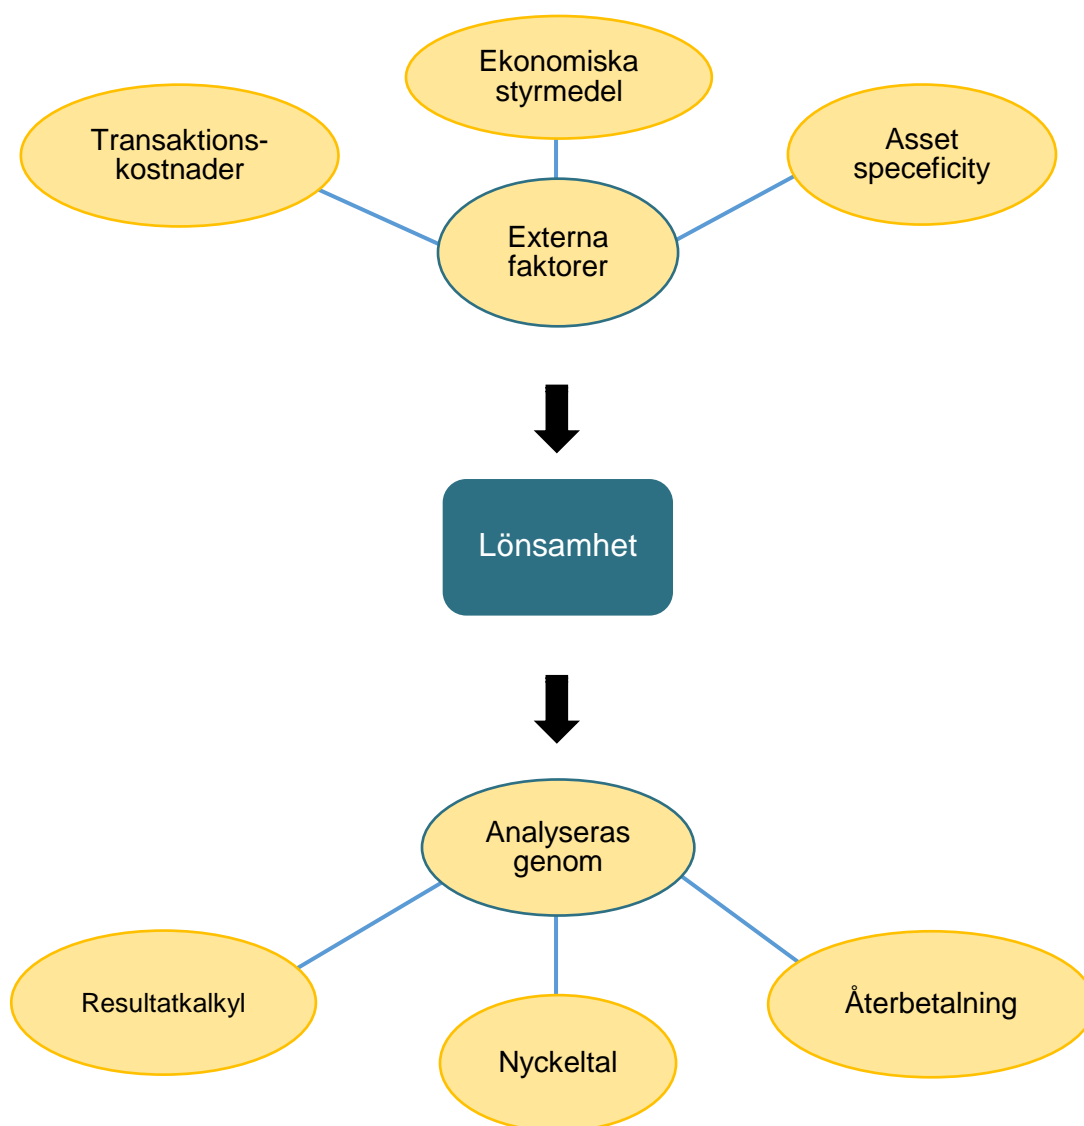 Ekonomiska
styrmedel
Transaktions-
kostnader
Asset
speceficity
Externa
faktorer
Lönsamhet
Analyseras
genom
Resultatkalkyl
Återbetalning
Nyckeltal